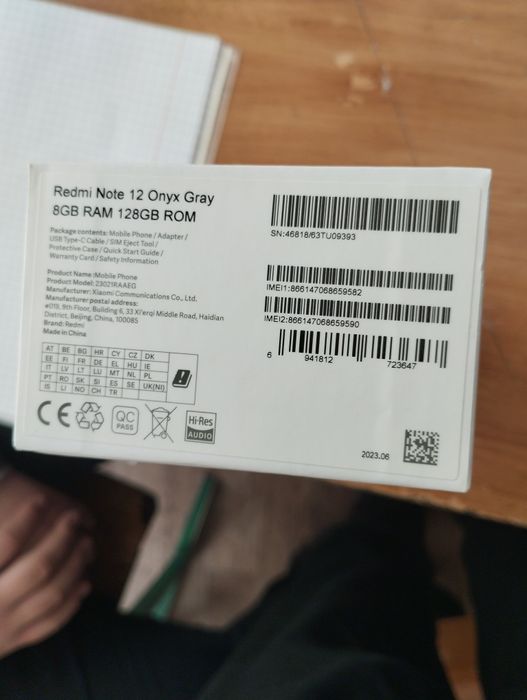 Redmi Note 12 Onyx Gray
8GB RAM 128GB ROM
Package contents: Mobile Phone / Adapter /
USB Type-C Cable / SIM Eject Tool /
Protective Case / Quick Start Guide /
Warranty Card / Safety Information
Product Name:Mobile Phone
Product Model:23021RAAEG
Manufacturer: Xiaomi Communications Co., Ltd.
Manufacturer postal address:
#019, 9th Floor, Building 6, 33 Xi'erqi Middle Road, Haidian
District, Beijing, China, 100085
Brand: Redmi
Made in China
AT BE BG HR CY CZ DK
EE FI FR DE EL HU IE
IT LV LT LU MT NL PL
PT RO SK SI ES SE UK(NI)
IS LI NO CH TR
CE
QC
PASS
Hi-Res
AUDIO
SN:46818/63TU09393
IMEI1:866147068659582
IMEI2:866147068659590
6 941812 723647
2023.06